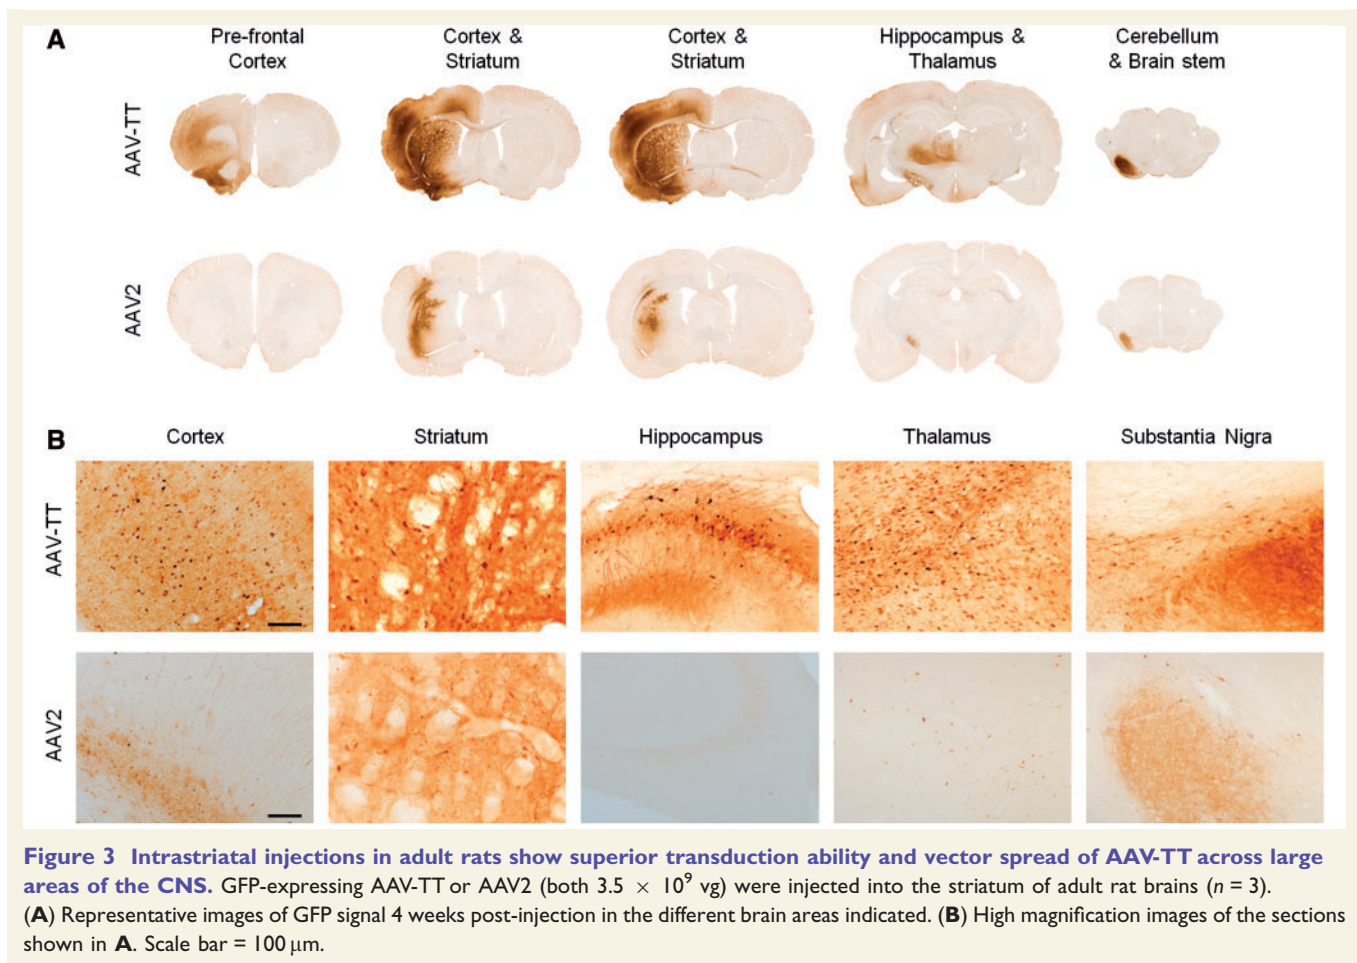 A
Pre-frontal
Cortex
Cortex &
Striatum
Cortex &
Striatum
Hippocampus &
Thalamus
Cerebellum
& Brain stem
AAV-TT
AAV2
B
Cortex
Striatum
Hippocampus
Thalamus
Substantia Nigra
AAV-TT
AAV2
Figure 3 Intrastriatal injections in adult rats show superior transduction ability and vector spread of AAV-TT across large
areas of the CNS. GFP-expressing AAV-TT or AAV2 (both 3.5 × 10⁹ vg) were injected into the striatum of adult rat brains (n = 3).
(A) Representative images of GFP signal 4 weeks post-injection in the different brain areas indicated. (B) High magnification images of the sections
shown in A. Scale bar = 100 μm.